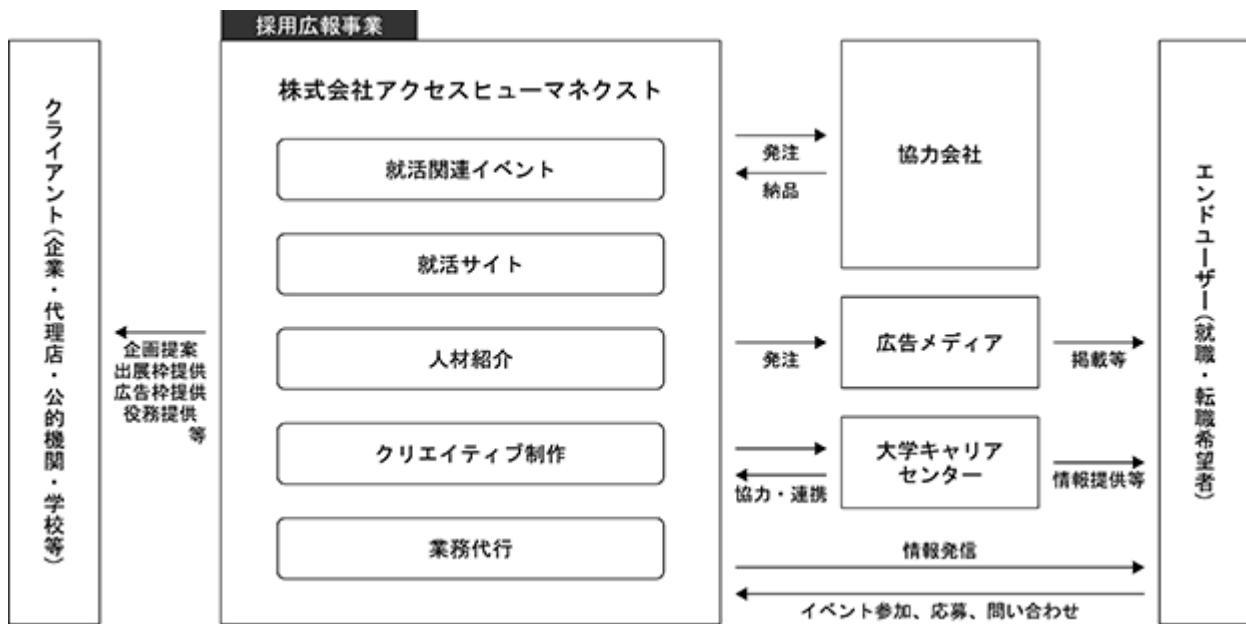 採用広報事業
クライアント(企業・代理店・公的機関・学校等)
企画提案
出展枠提供
広告枠提供
役務提供
等
株式会社アクセスヒューマネクスト
就活関連イベント
就活サイト
人材紹介
クリエイティブ制作
業務代行
発注
納品
協力会社
発注
広告メディア
掲載等
協力・連携
大学キャリア
センター
情報提供等
情報発信
イベント参加、応募、問い合わせ
エンドユーザー(就職・転職希望者)